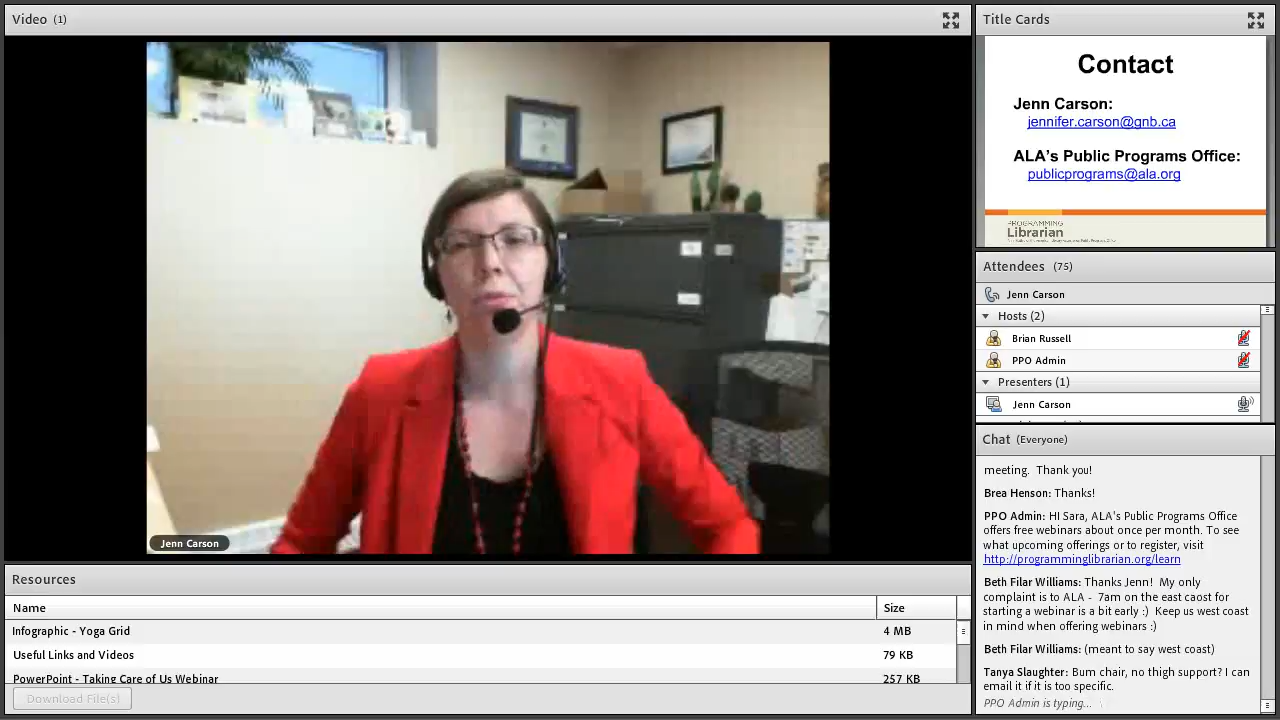 Video (1)
Jenn Carson
Resources
Name Size
Infographic - Yoga Grid 4 MB
Useful Links and Videos 79 KB
PowerPoint - Taking Care of Us Webinar 257 KB
Download File(s)
Title Cards
Contact
Jenn Carson:
jennifer.carson@gnb.ca
ALA's Public Programs Office:
publicprograms@ala.org
PROGRAMMING
Librarian
Attendees (75)
Jenn Carson
Hosts (2)
Brian Russell
PPO Admin
Presenters (1)
Jenn Carson
Chat (Everyone)
meeting. Thank you!
Brea Henson: Thanks!
PPO Admin: HI Sara, ALA's Public Programs Office
offers free webinars about once per month. To see
what upcoming offerings or to register, visit
http://programminglibrarian.org/learn
Beth Filar Williams: Thanks Jenn! My only
complaint is to ALA - 7am on the east caost for
starting a webinar is a bit early :) Keep us west coast
in mind when offering webinars :)
Beth Filar Williams: (meant to say west coast)
Tanya Slaughter: Bum chair, no thigh support? I can
email it if it is too specific.
PPO Admin is typing...